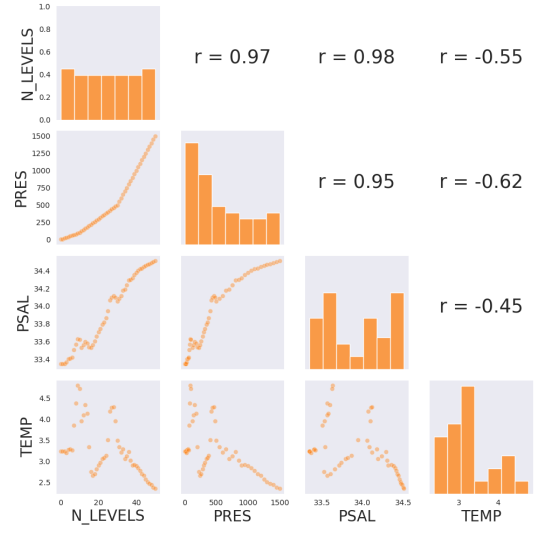 1.0
0.8
0.6
0.4
0.2
0.0
N_LEVELS
r = 0.97
r = 0.98
r = -0.55
1500
1250
1000
750
500
250
0
PRES
r = 0.95
r = -0.62
34.4
34.2
34.0
33.8
33.6
33.4
PSAL
r = -0.45
4.5
4.0
3.5
3.0
2.5
TEMP
0 20 40
0 500 1000 1500
33.5 34.0 34.5
3 4
N_LEVELS PRES PSAL TEMP